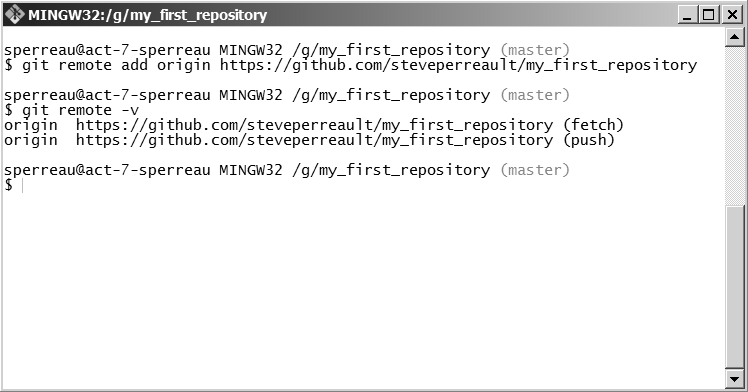 MINGW32:/g/my_first_repository
sperreau@act-7-sperreau MINGW32 /g/my_first_repository (master)
$ git remote add origin https://github.com/steveperreault/my_first_repository
sperreau@act-7-sperreau MINGW32 /g/my_first_repository (master)
$ git remote -v
origin  https://github.com/steveperreault/my_first_repository (fetch)
origin  https://github.com/steveperreault/my_first_repository (push)
sperreau@act-7-sperreau MINGW32 /g/my_first_repository (master)
$